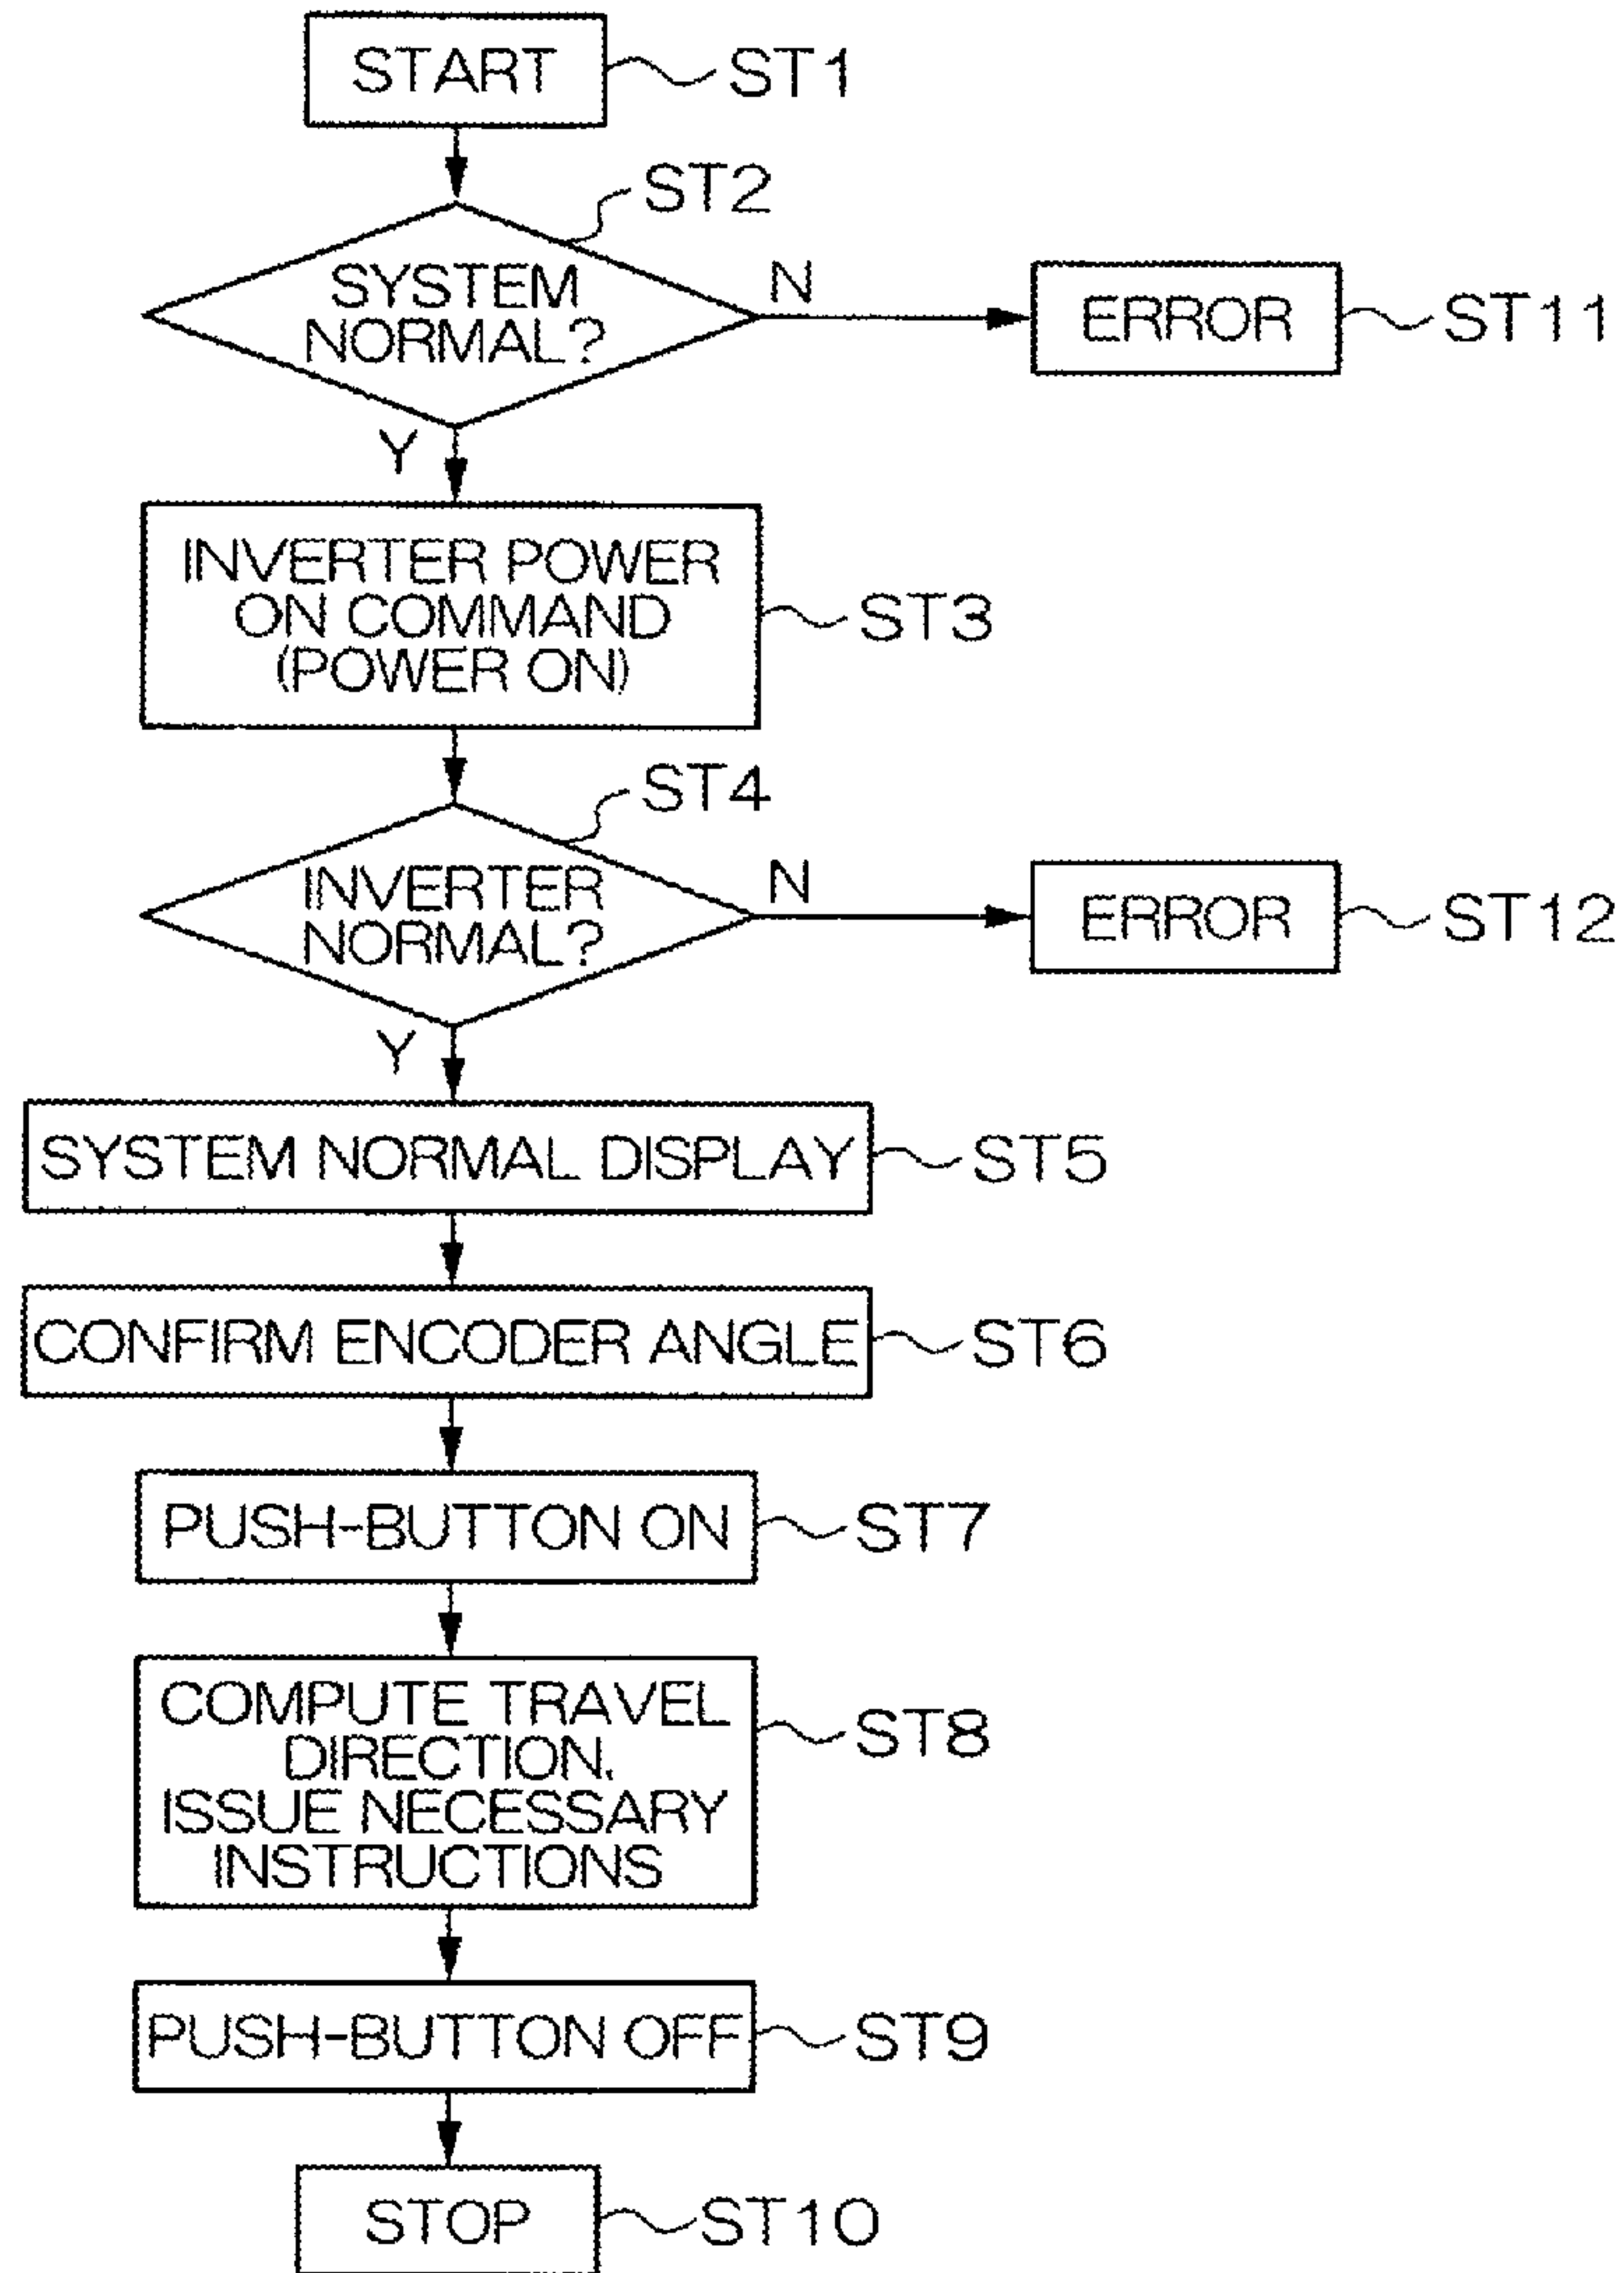 START
ST1
ST2
SYSTEM
NORMAL?
N
ERROR
ST11
Y
INVERTER POWER
ON COMMAND
(POWER ON)
ST3
ST4
INVERTER
NORMAL?
N
ERROR
ST12
Y
SYSTEM NORMAL DISPLAY
ST5
CONFIRM ENCODER ANGLE
ST6
PUSH-BUTTON ON
ST7
COMPUTE TRAVEL
DIRECTION.
ISSUE NECESSARY
INSTRUCTIONS
ST8
PUSH-BUTTON OFF
ST9
STOP
ST10